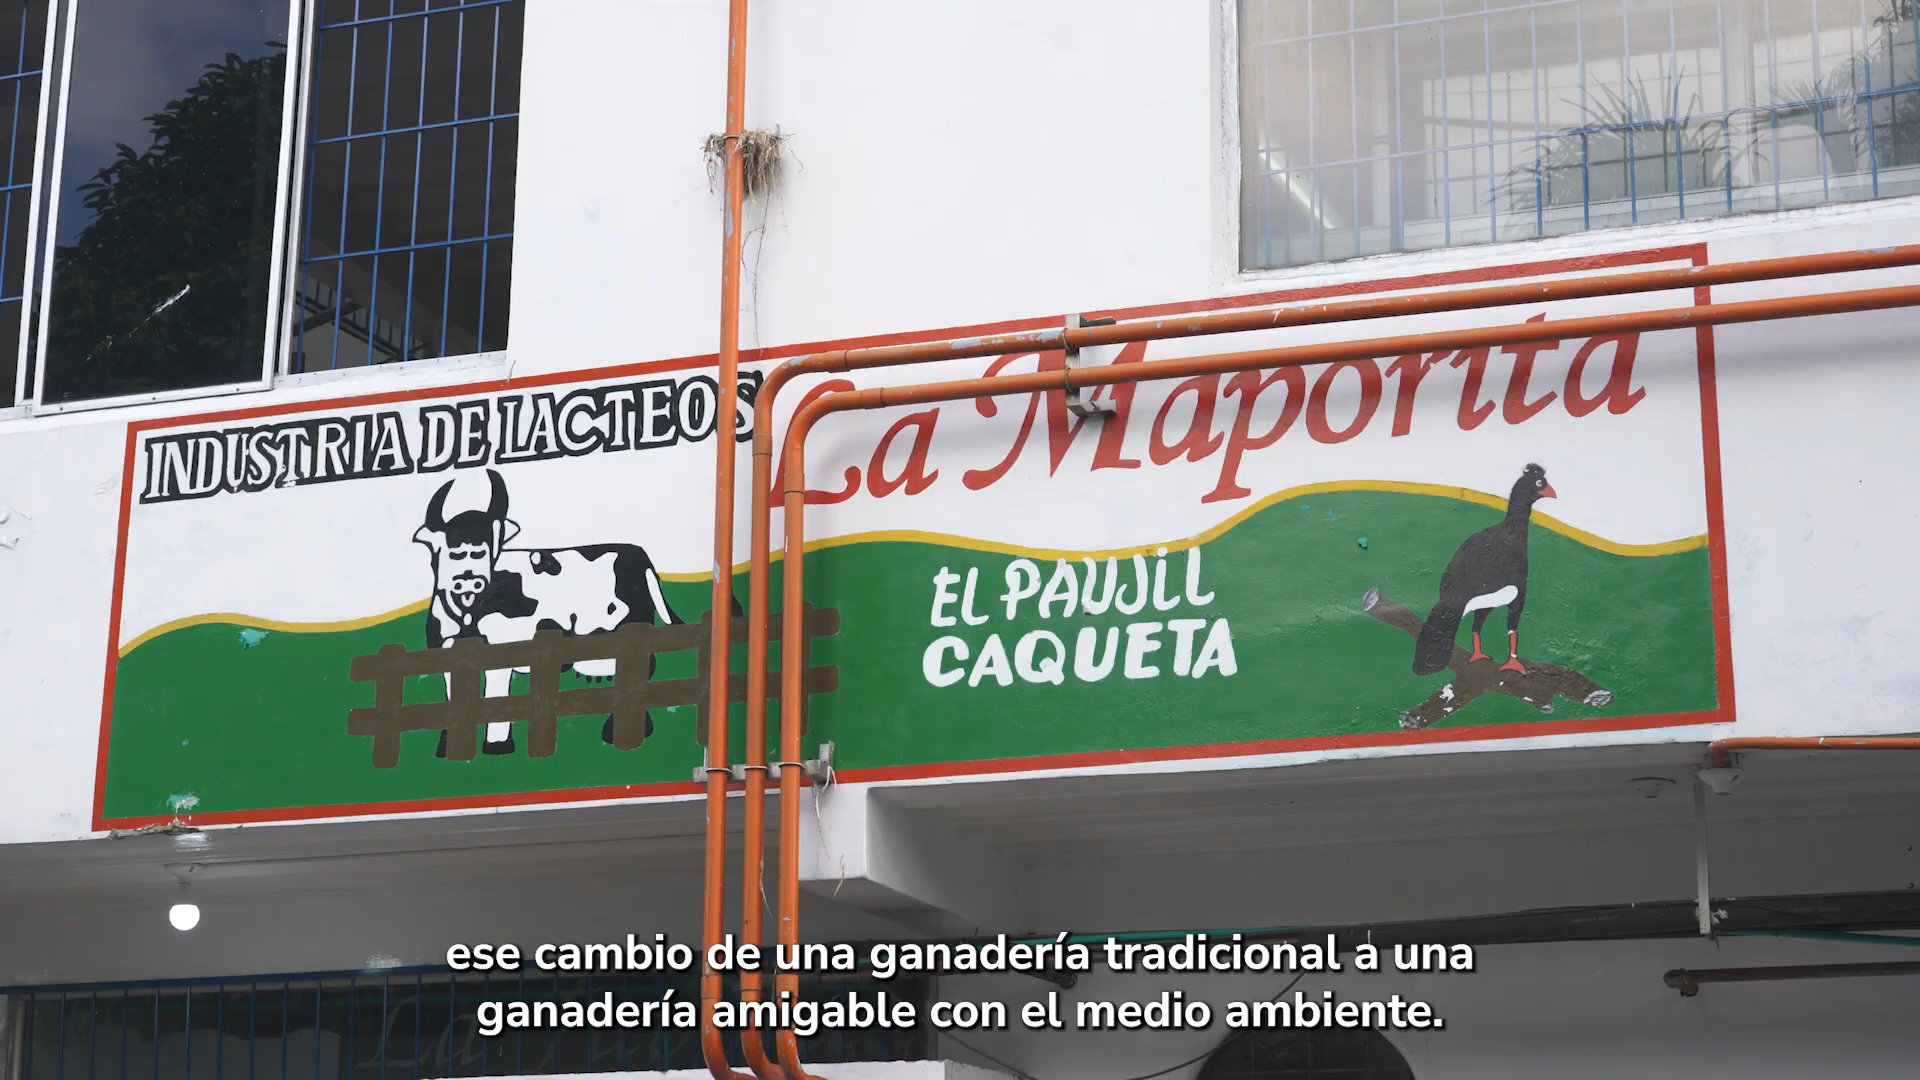 INDUSTRIA DE LACTEOS
La Maporita
EL PAUJIL
CAQUETA
ese cambio de una ganadería tradicional a una
ganadería amigable con el medio ambiente.